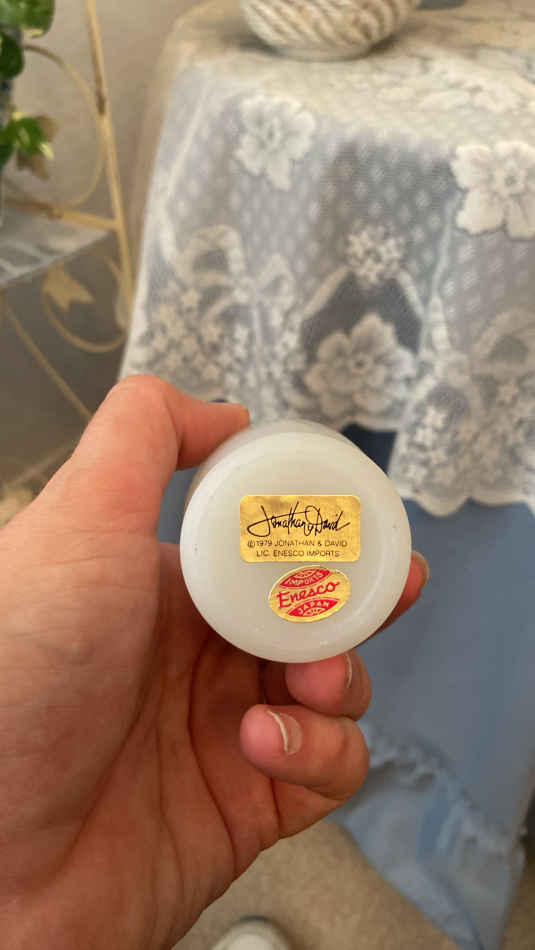 Jonathan & David
©1979 JONATHAN & DAVID
LIC. ENESCO IMPORTS
IMPORTS
Enesco
JAPAN